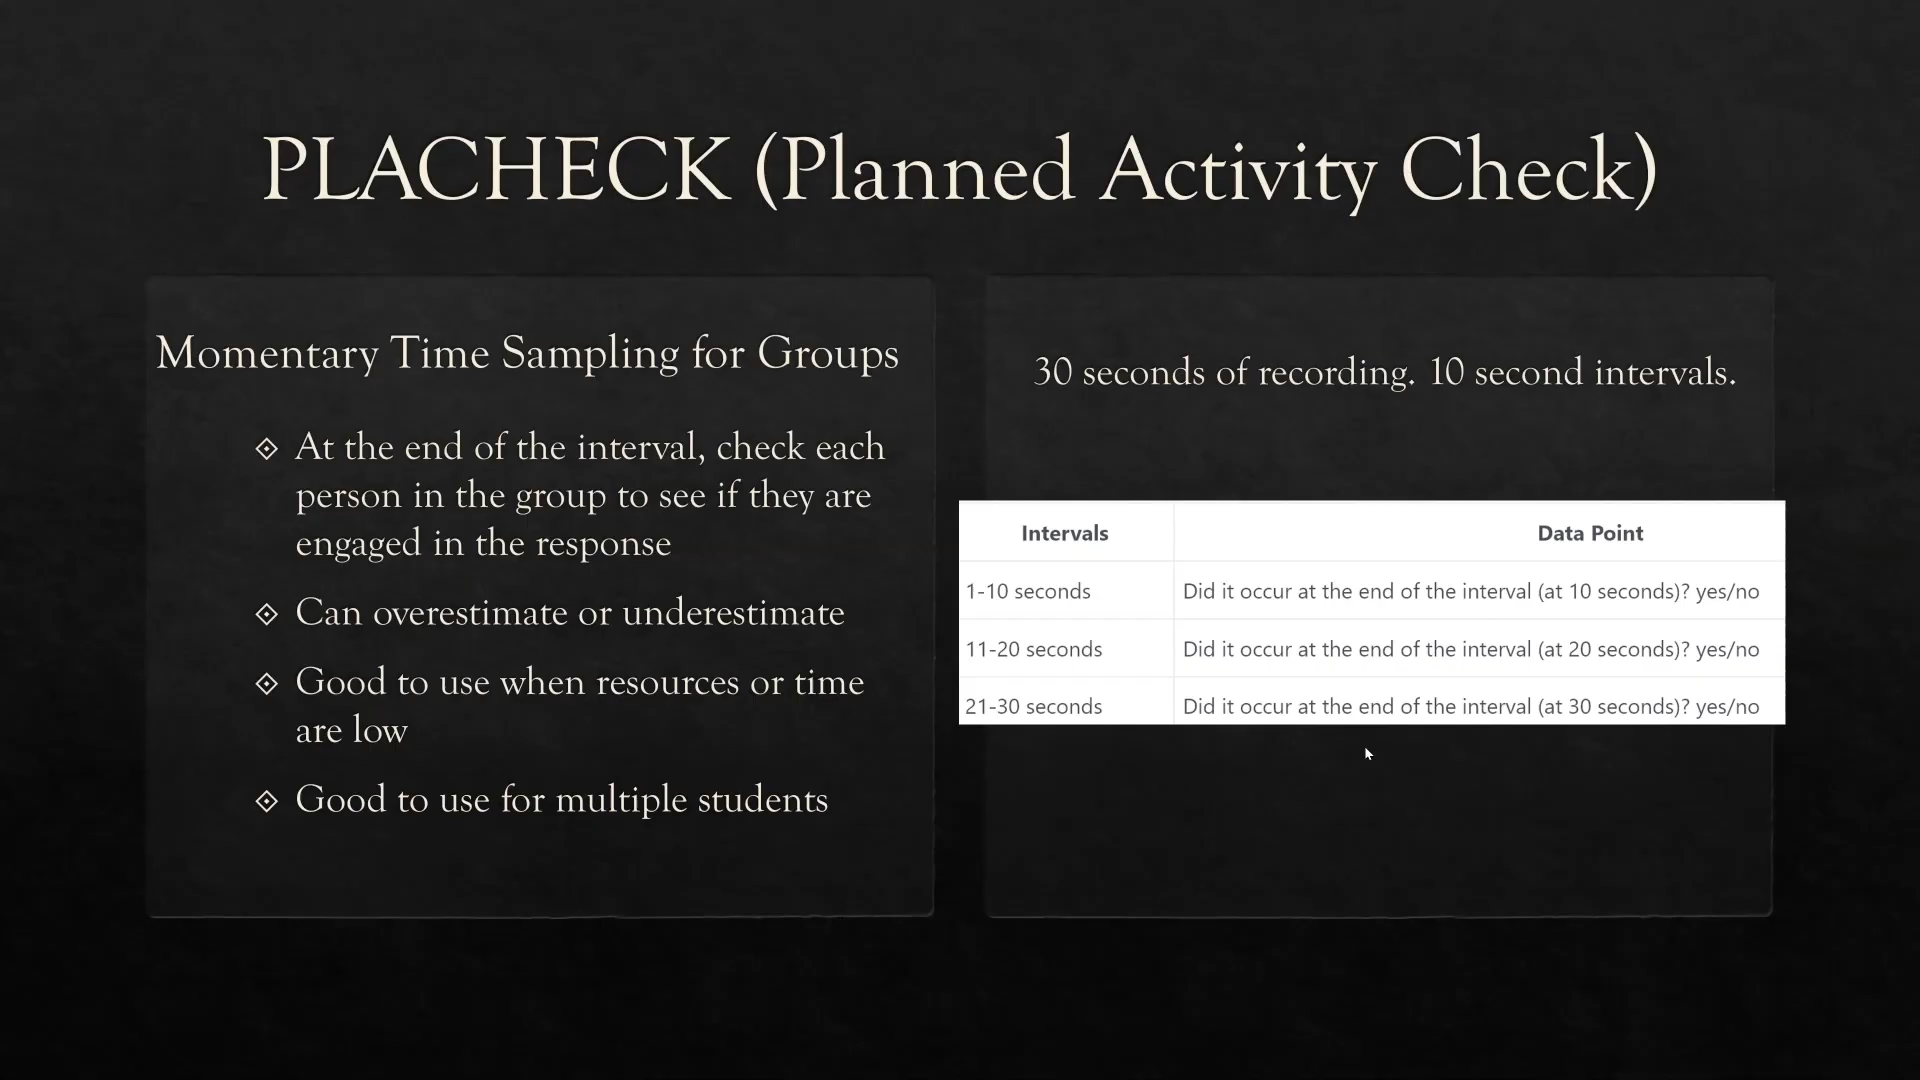 PLACHECK (Planned Activity Check)
Momentary Time Sampling for Groups
At the end of the interval, check each
person in the group to see if they are
engaged in the response
Can overestimate or underestimate
Good to use when resources or time
are low
Good to use for multiple students
30 seconds of recording. 10 second intervals.
Intervals Data Point
1-10 seconds Did it occur at the end of the interval (at 10 seconds)? yes/no
11-20 seconds Did it occur at the end of the interval (at 20 seconds)? yes/no
21-30 seconds Did it occur at the end of the interval (at 30 seconds)? yes/no